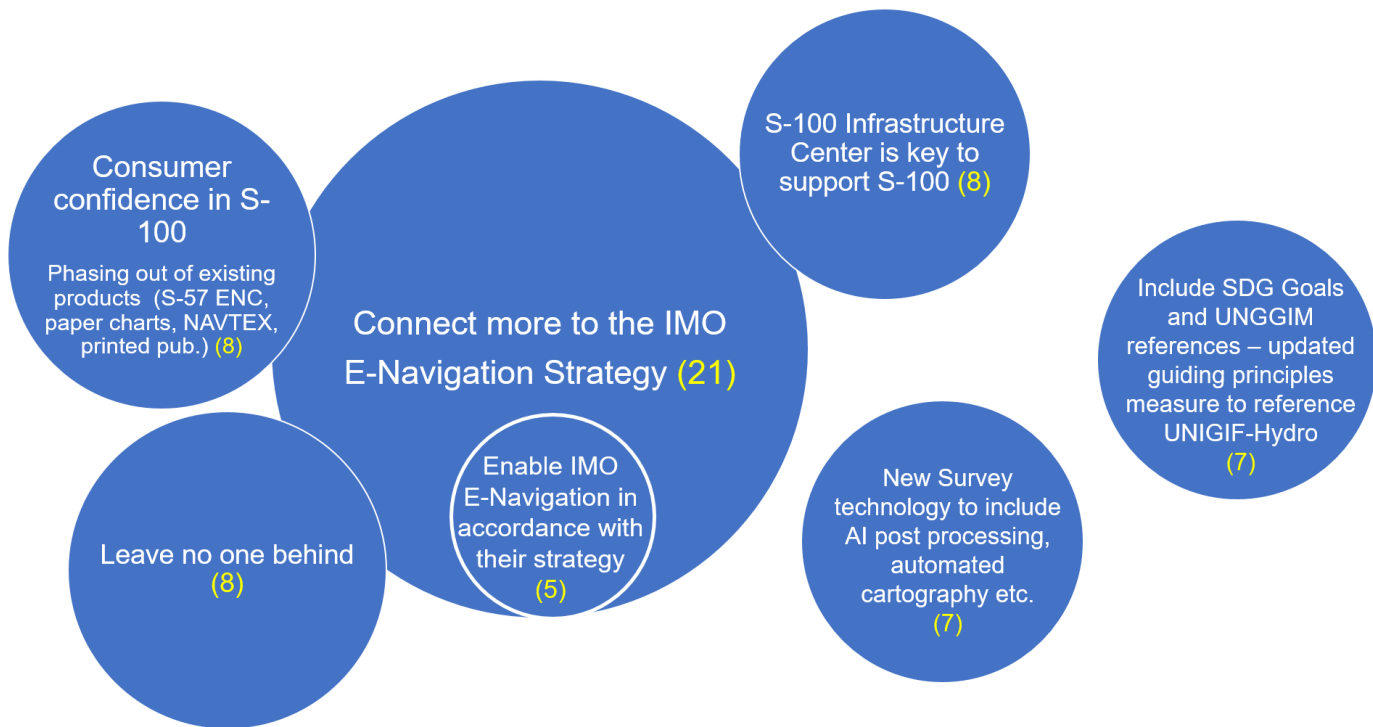 Consumer
confidence in S-
100
Phasing out of existing
products  (S-57 ENC,
paper charts, NAVTEX,
printed pub.) (8)
Connect more to the IMO
E-Navigation Strategy (21)
S-100 Infrastructure
Center is key to
support S-100 (8)
Include SDG Goals
and UNGGIM
references – updated
guiding principles
measure to reference
UNIGIF-Hydro
(7)
Leave no one behind
(8)
Enable IMO
E-Navigation in
accordance with
their strategy
(5)
New Survey
technology to include
AI post processing,
automated
cartography etc.
(7)